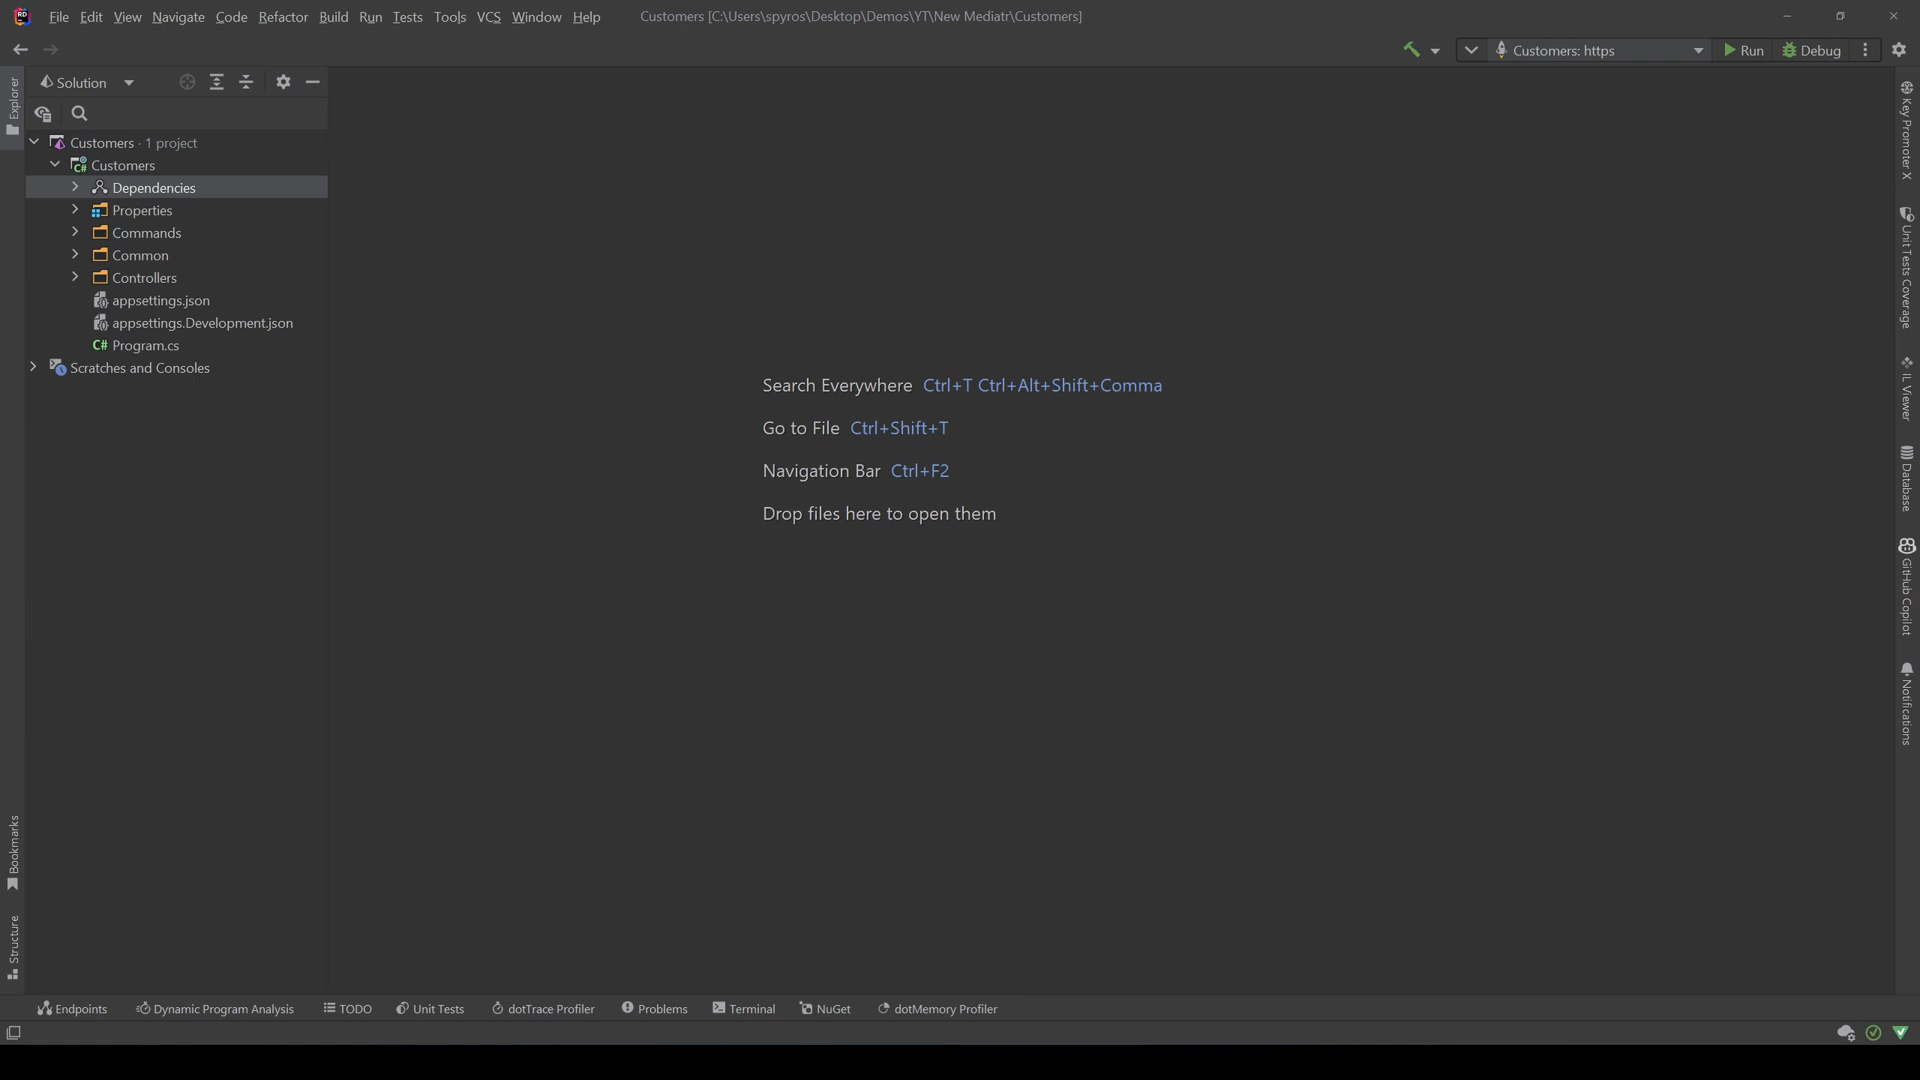 File Edit View Navigate Code Refactor Build Run Tests Tools VCS Window Help Customers [C:\Users\spyros\Desktop\Demos\YT\New Mediatr\Customers]
Customers: https Run Debug
Solution
Explorer
Customers · 1 project
Customers
Dependencies
Properties
Commands
Common
Controllers
appsettings.json
appsettings.Development.json
C# Program.cs
Scratches and Consoles
Search Everywhere Ctrl+T Ctrl+Alt+Shift+Comma
Go to File Ctrl+Shift+T
Navigation Bar Ctrl+F2
Drop files here to open them
Key Promoter X
Unit Tests Coverage
IL Viewer
Database
GitHub Copilot
Notifications
Bookmarks
Structure
Endpoints Dynamic Program Analysis TODO Unit Tests dotTrace Profiler Problems Terminal NuGet dotMemory Profiler